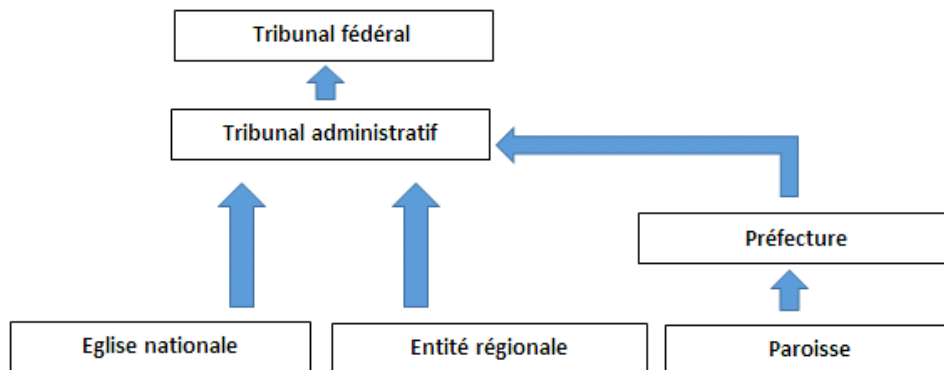 Tribunal fédéral
Tribunal administratif
Préfecture
Eglise nationale
Entité régionale
Paroisse